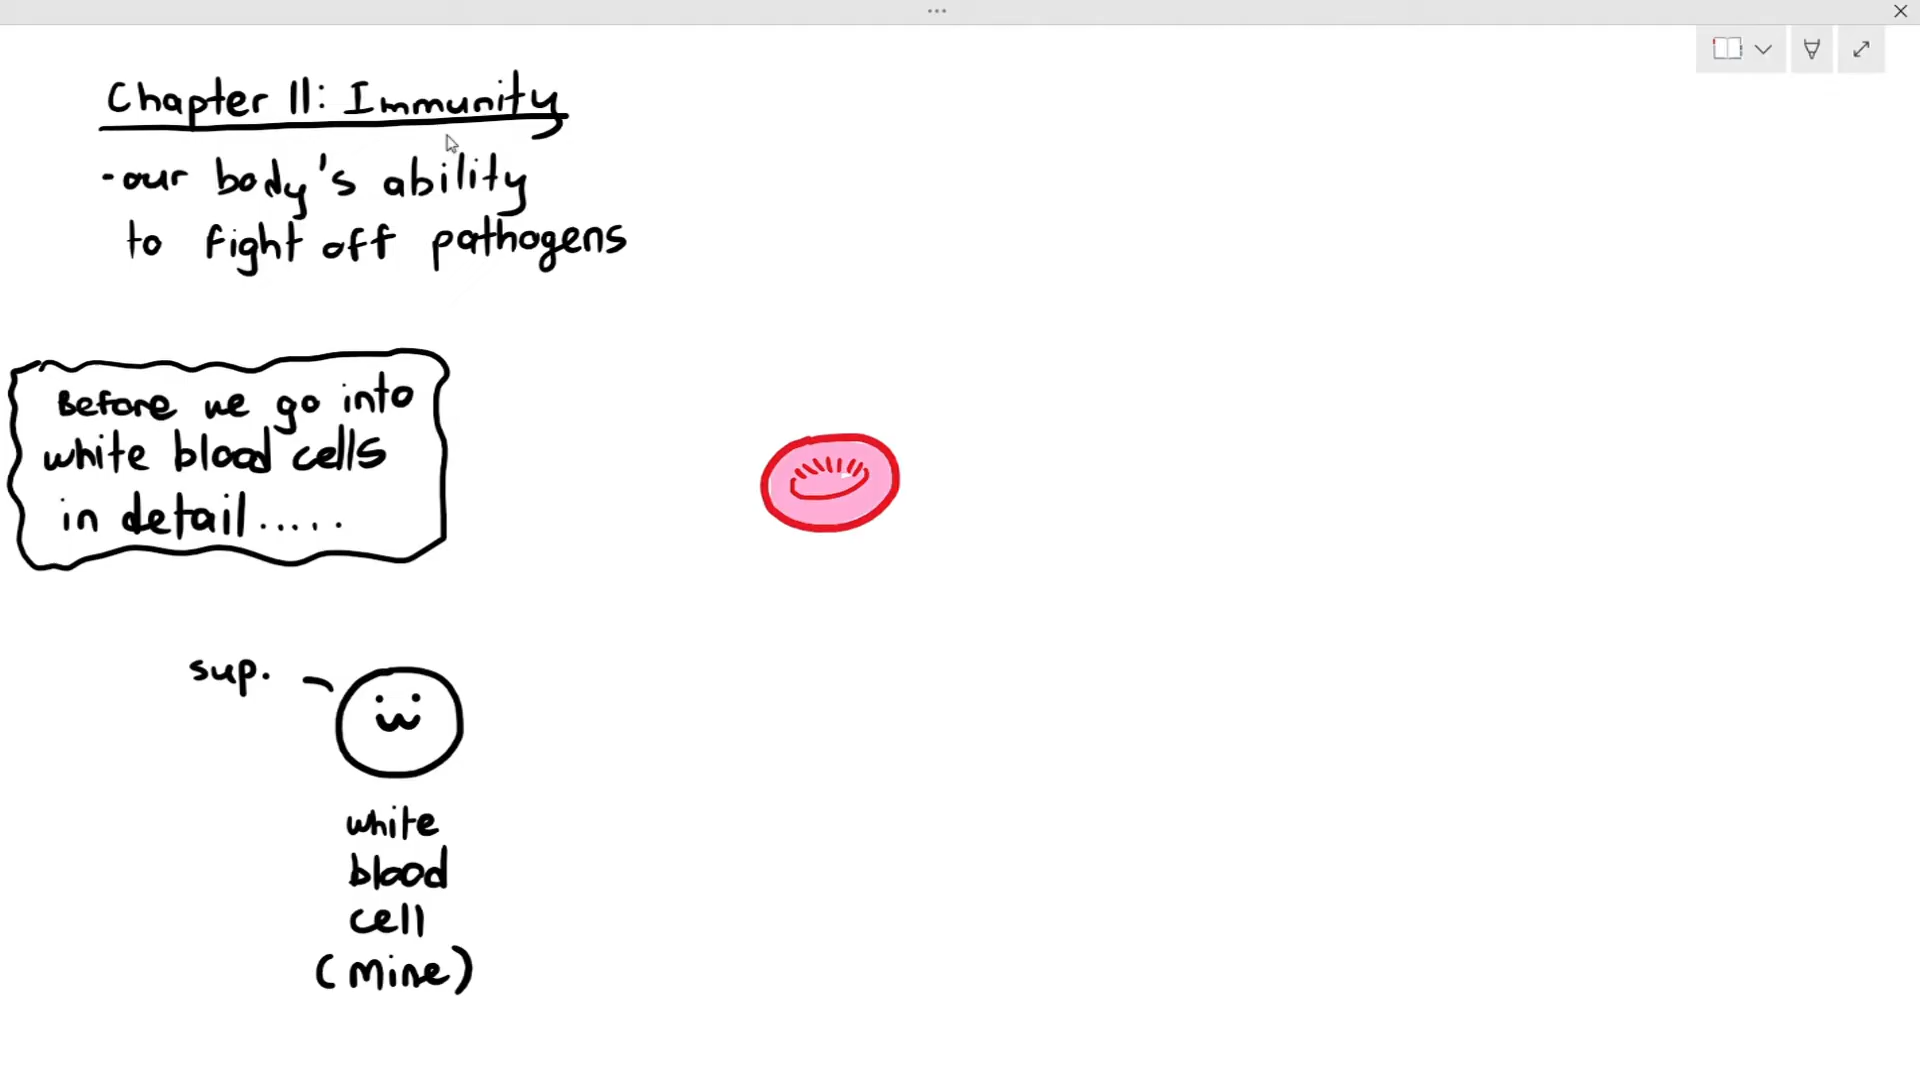 Chapter 11: Immunity
- our body's ability
to fight off pathogens
Before we go into
white blood cells
in detail.....
sup.
white
blood
cell
(mine)